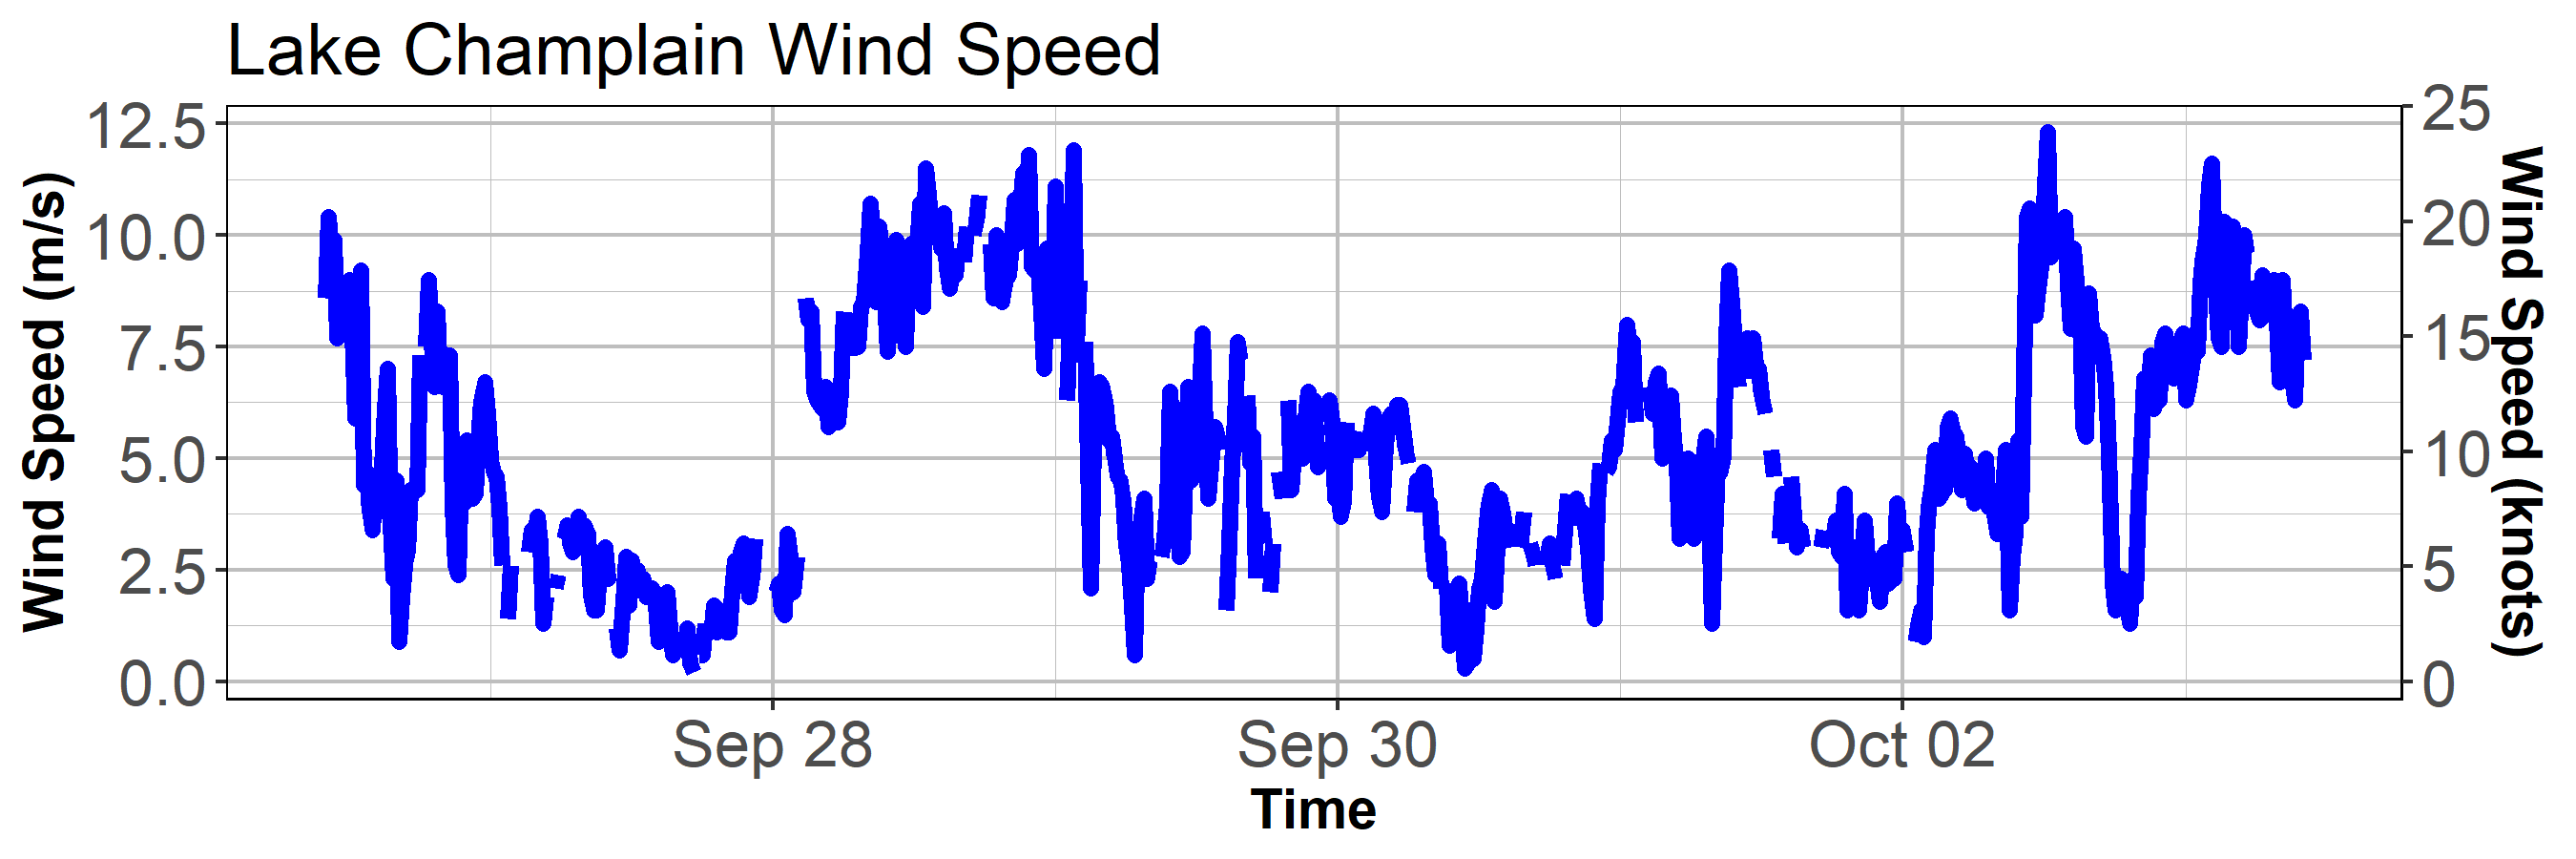 Lake Champlain Wind Speed
12.5
10.0
7.5
5.0
2.5
0.0
Wind Speed (m/s)
25
20
15
10
5
0
Wind Speed (knots)
Sep 28
Sep 30
Oct 02
Time